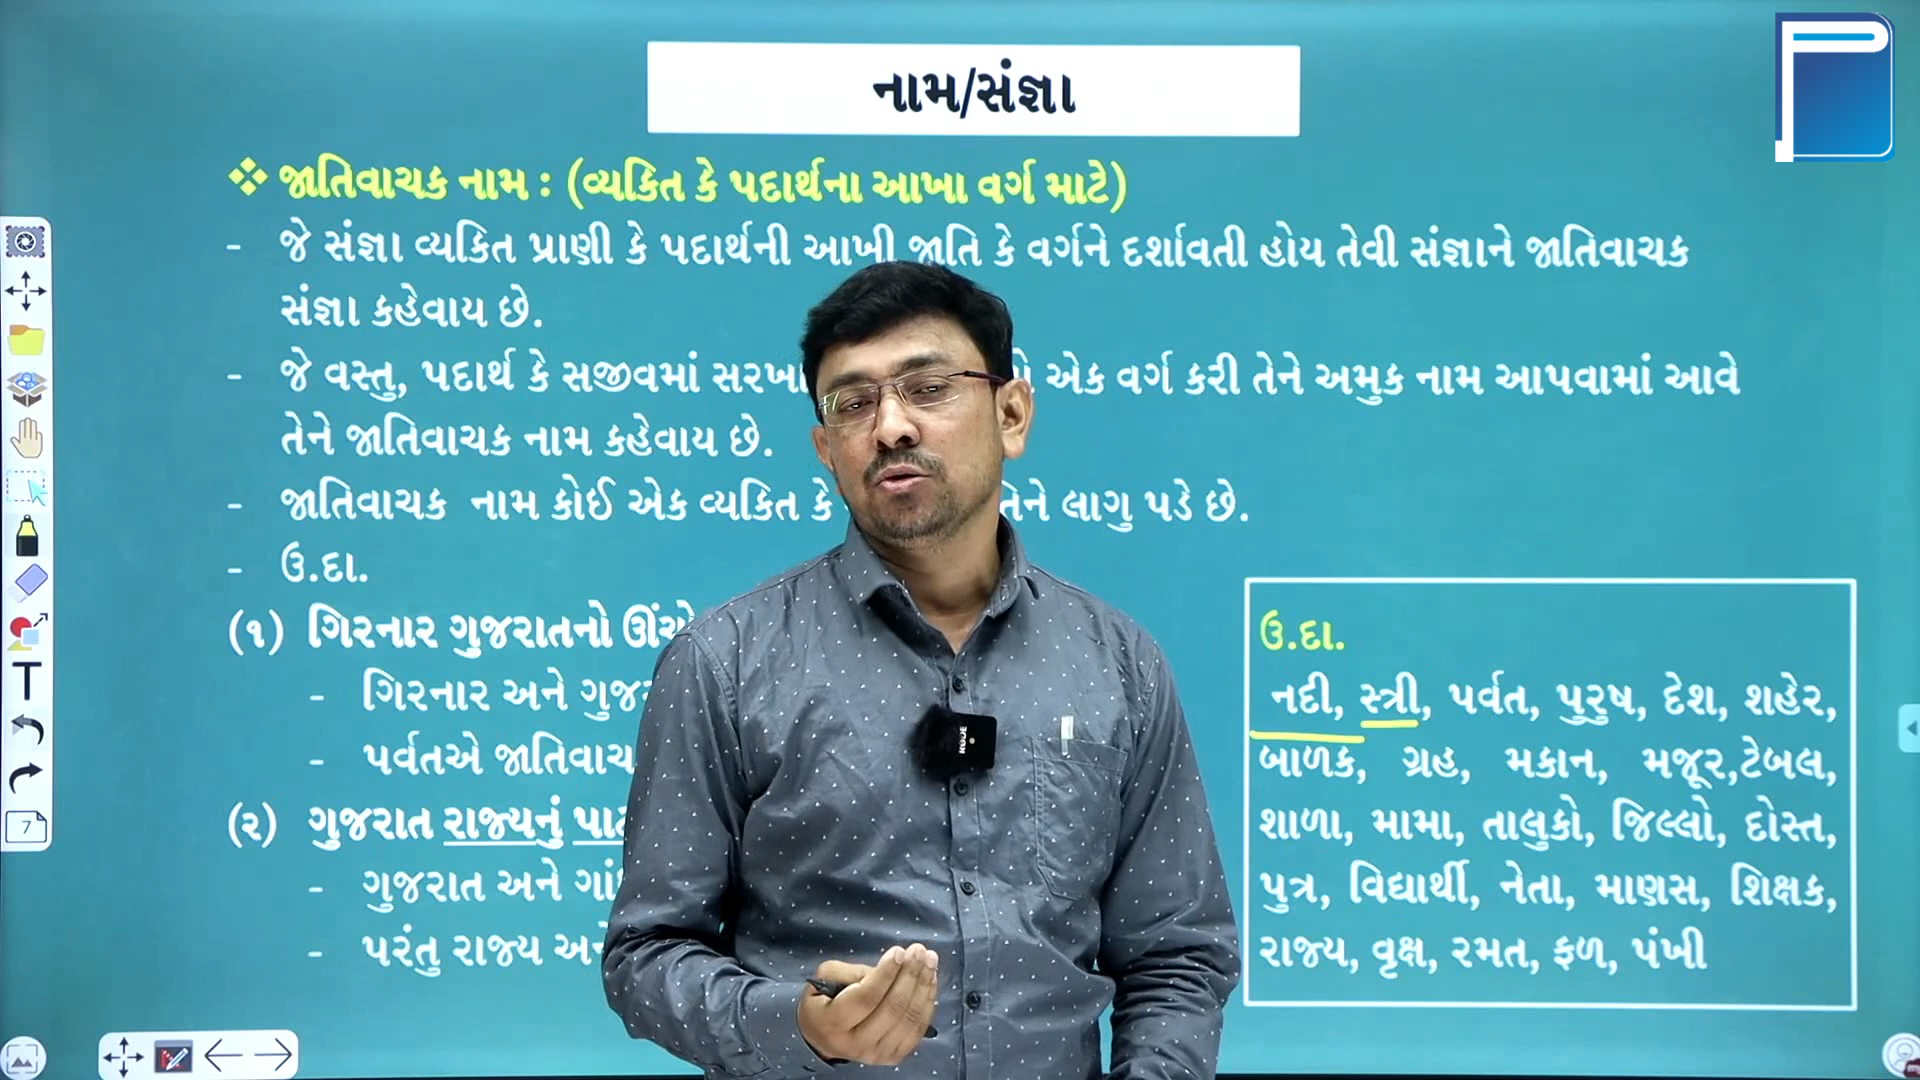 નામ/સંજ્ઞા
❖ જાતિવાચક નામ : (વ્યકિત કે પદાર્થના આખા વર્ગ માટે)
- જે સંજ્ઞા વ્યકિત પ્રાણી કે પદાર્થની આખી જાતિ કે વર્ગને દર્શાવતી હોય તેવી સંજ્ઞાને જાતિવાચક
સંજ્ઞા કહેવાય છે.
- જે વસ્તુ, પદાર્થ કે સજીવમાં એક વર્ગ કરી તેને અમુક નામ આપવામાં આવે
તેને જાતિવાચક નામ કહેવાય છે.
- જાતિવાચક નામ કોઈ એક વ્યકિત કે લાગુ પડે છે.
- ઉ.દા.
(૧) ગિરનાર ગુજરાતનો
- ગિરનાર અને
- પર્વતએ
(૨) ગુજરાત રાજ્યનું
- ગુજરાત અને
- પરંતુ રાજ્ય
ઉ.દા.
નદી, સ્ત્રી, પર્વત, પુરુષ, દેશ, શહેર,
બાળક, ગ્રહ, મકાન, મજૂર,ટેબલ,
શાળા, મામા, તાલુકો, જિલ્લો, દોસ્ત,
પુત્ર, વિદ્યાર્થી, નેતા, માણસ, શિક્ષક,
રાજ્ય, વૃક્ષ, રમત, ફળ, પંખી
RODE
7